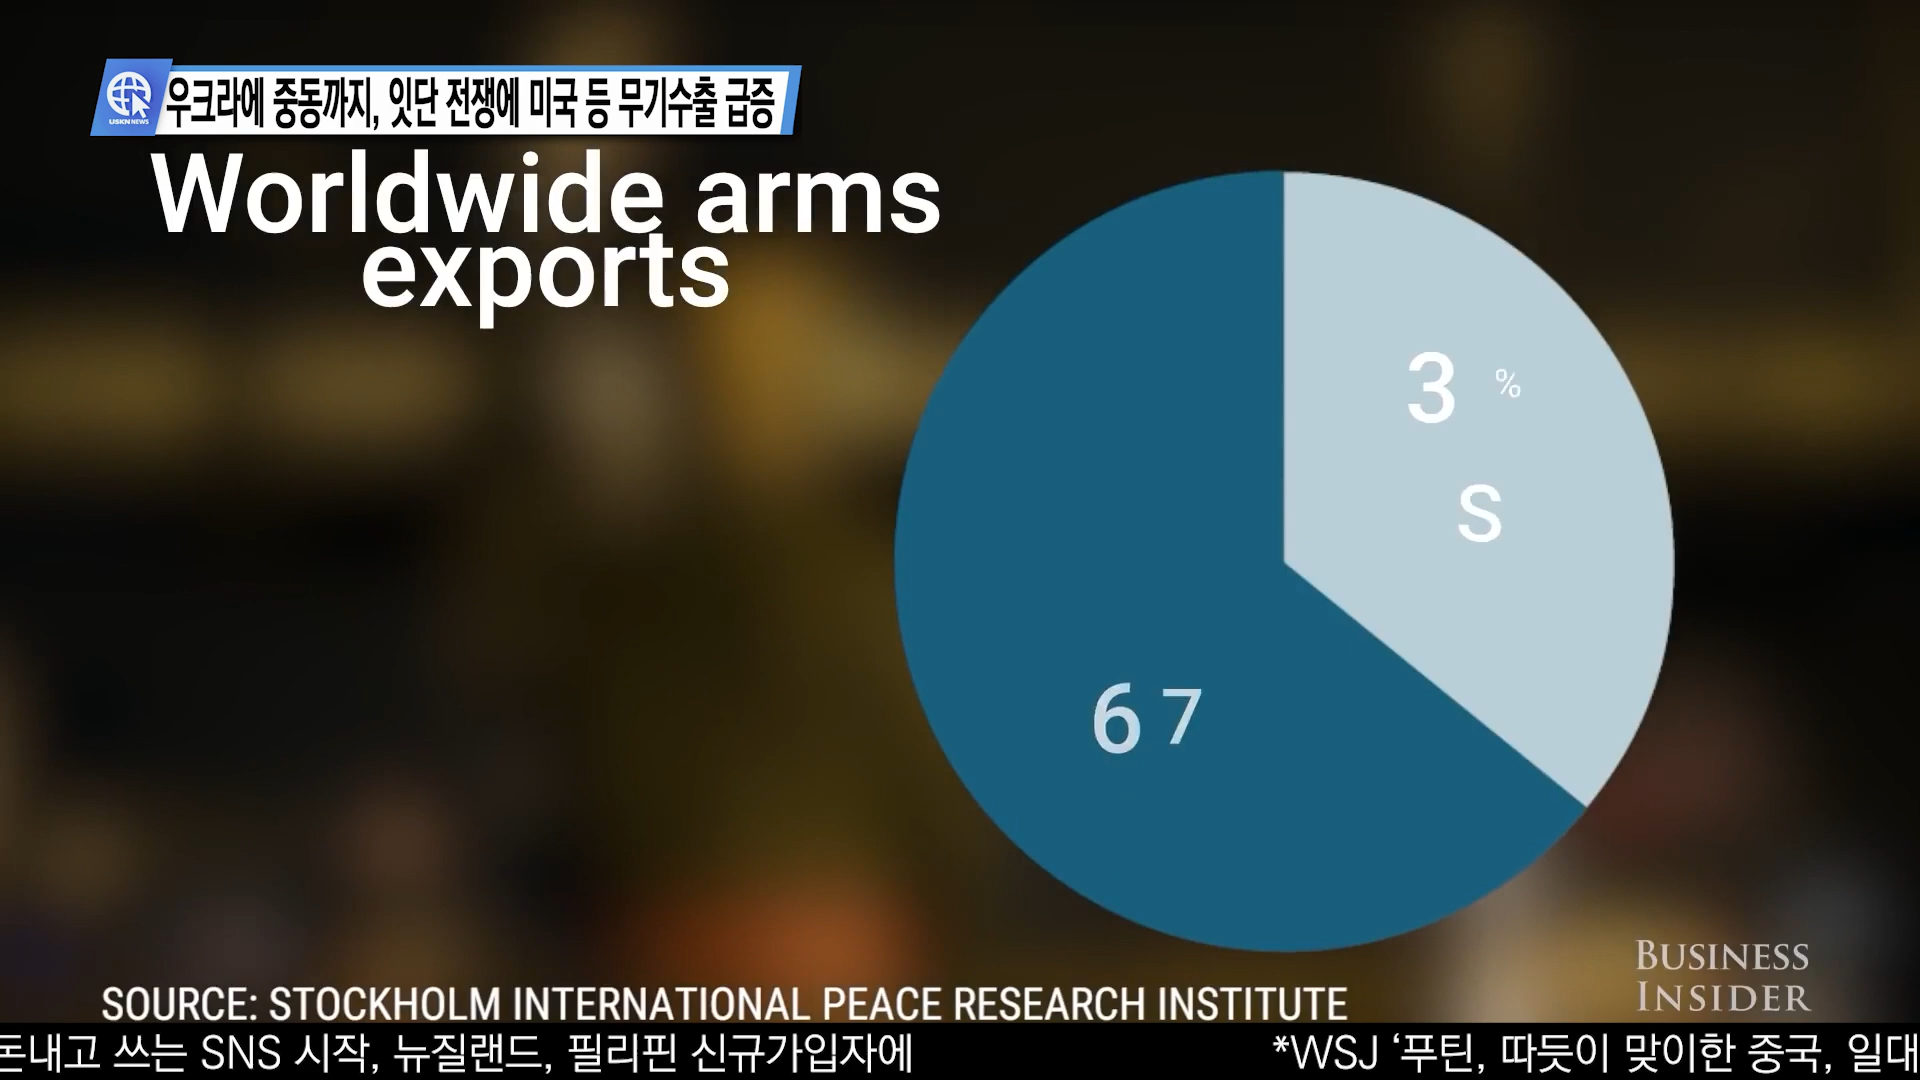 우크라에 중동까지, 잇단 전쟁에 미국 등 무기수출 급증
USKN NEWS
Worldwide arms
exports
3 %
S
6 7
BUSINESS
INSIDER
SOURCE: STOCKHOLM INTERNATIONAL PEACE RESEARCH INSTITUTE
돈내고 쓰는 SNS 시작, 뉴질랜드, 필리핀 신규가입자에
*WSJ ‘푸틴, 따듯이 맞이한 중국, 일대